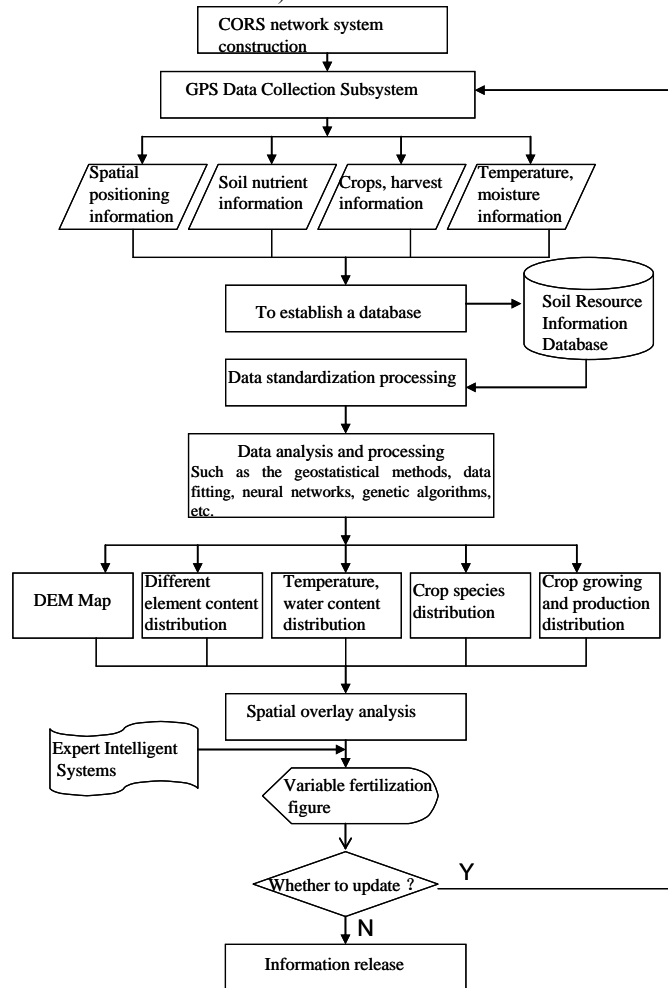 CORS network system
construction
GPS Data Collection Subsystem
Spatial
positioning
information
Soil nutrient
information
Crops, harvest
information
Temperature,
moisture
information
To establish a database
Soil Resource
Information
Database
Data standardization processing
Data analysis and processing
Such as the geostatistical methods, data
fitting, neural networks, genetic algorithms,
etc.
DEM Map
Different
element content
distribution
Temperature,
water content
distribution
Crop species
distribution
Crop growing
and production
distribution
Spatial overlay analysis
Expert Intelligent
Systems
Variable fertilization
figure
Whether to update ?
Y
N
Information release